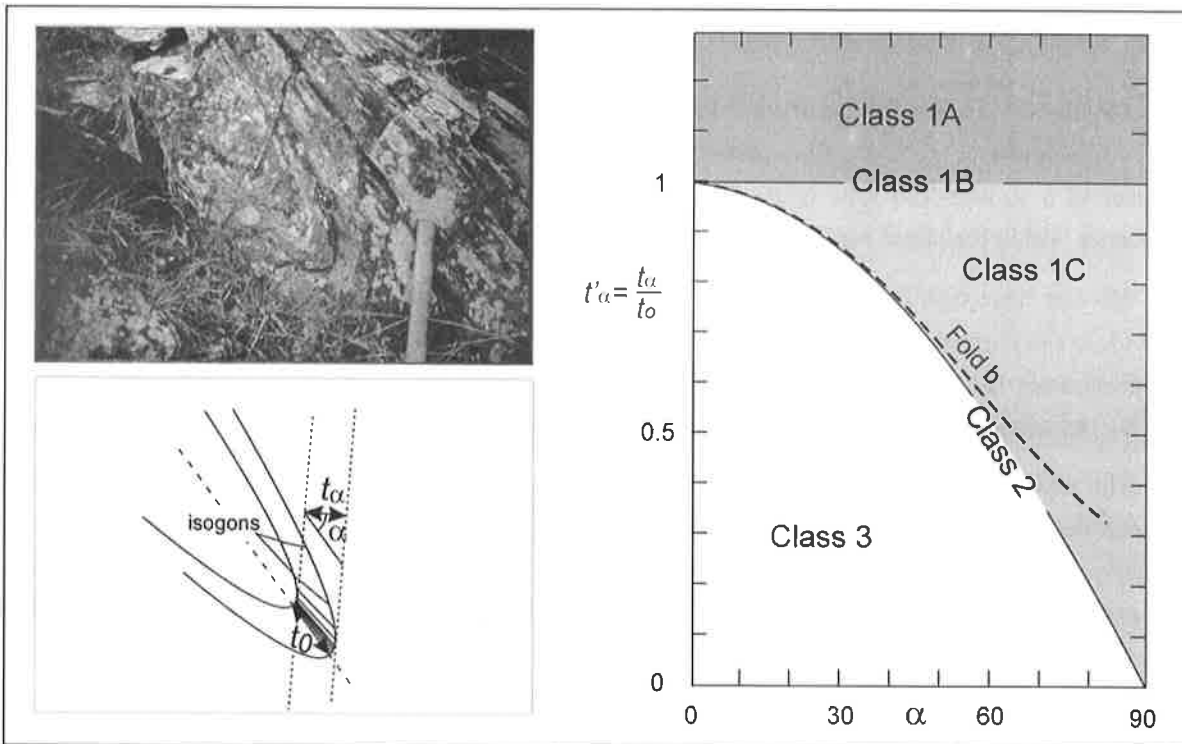 isogons
tα
α
t0
Class 1A
Class 1B
Class 1C
Fold b
Class 2
Class 3
t'α = tα/to
1
0.5
0
0 30 α 60 90